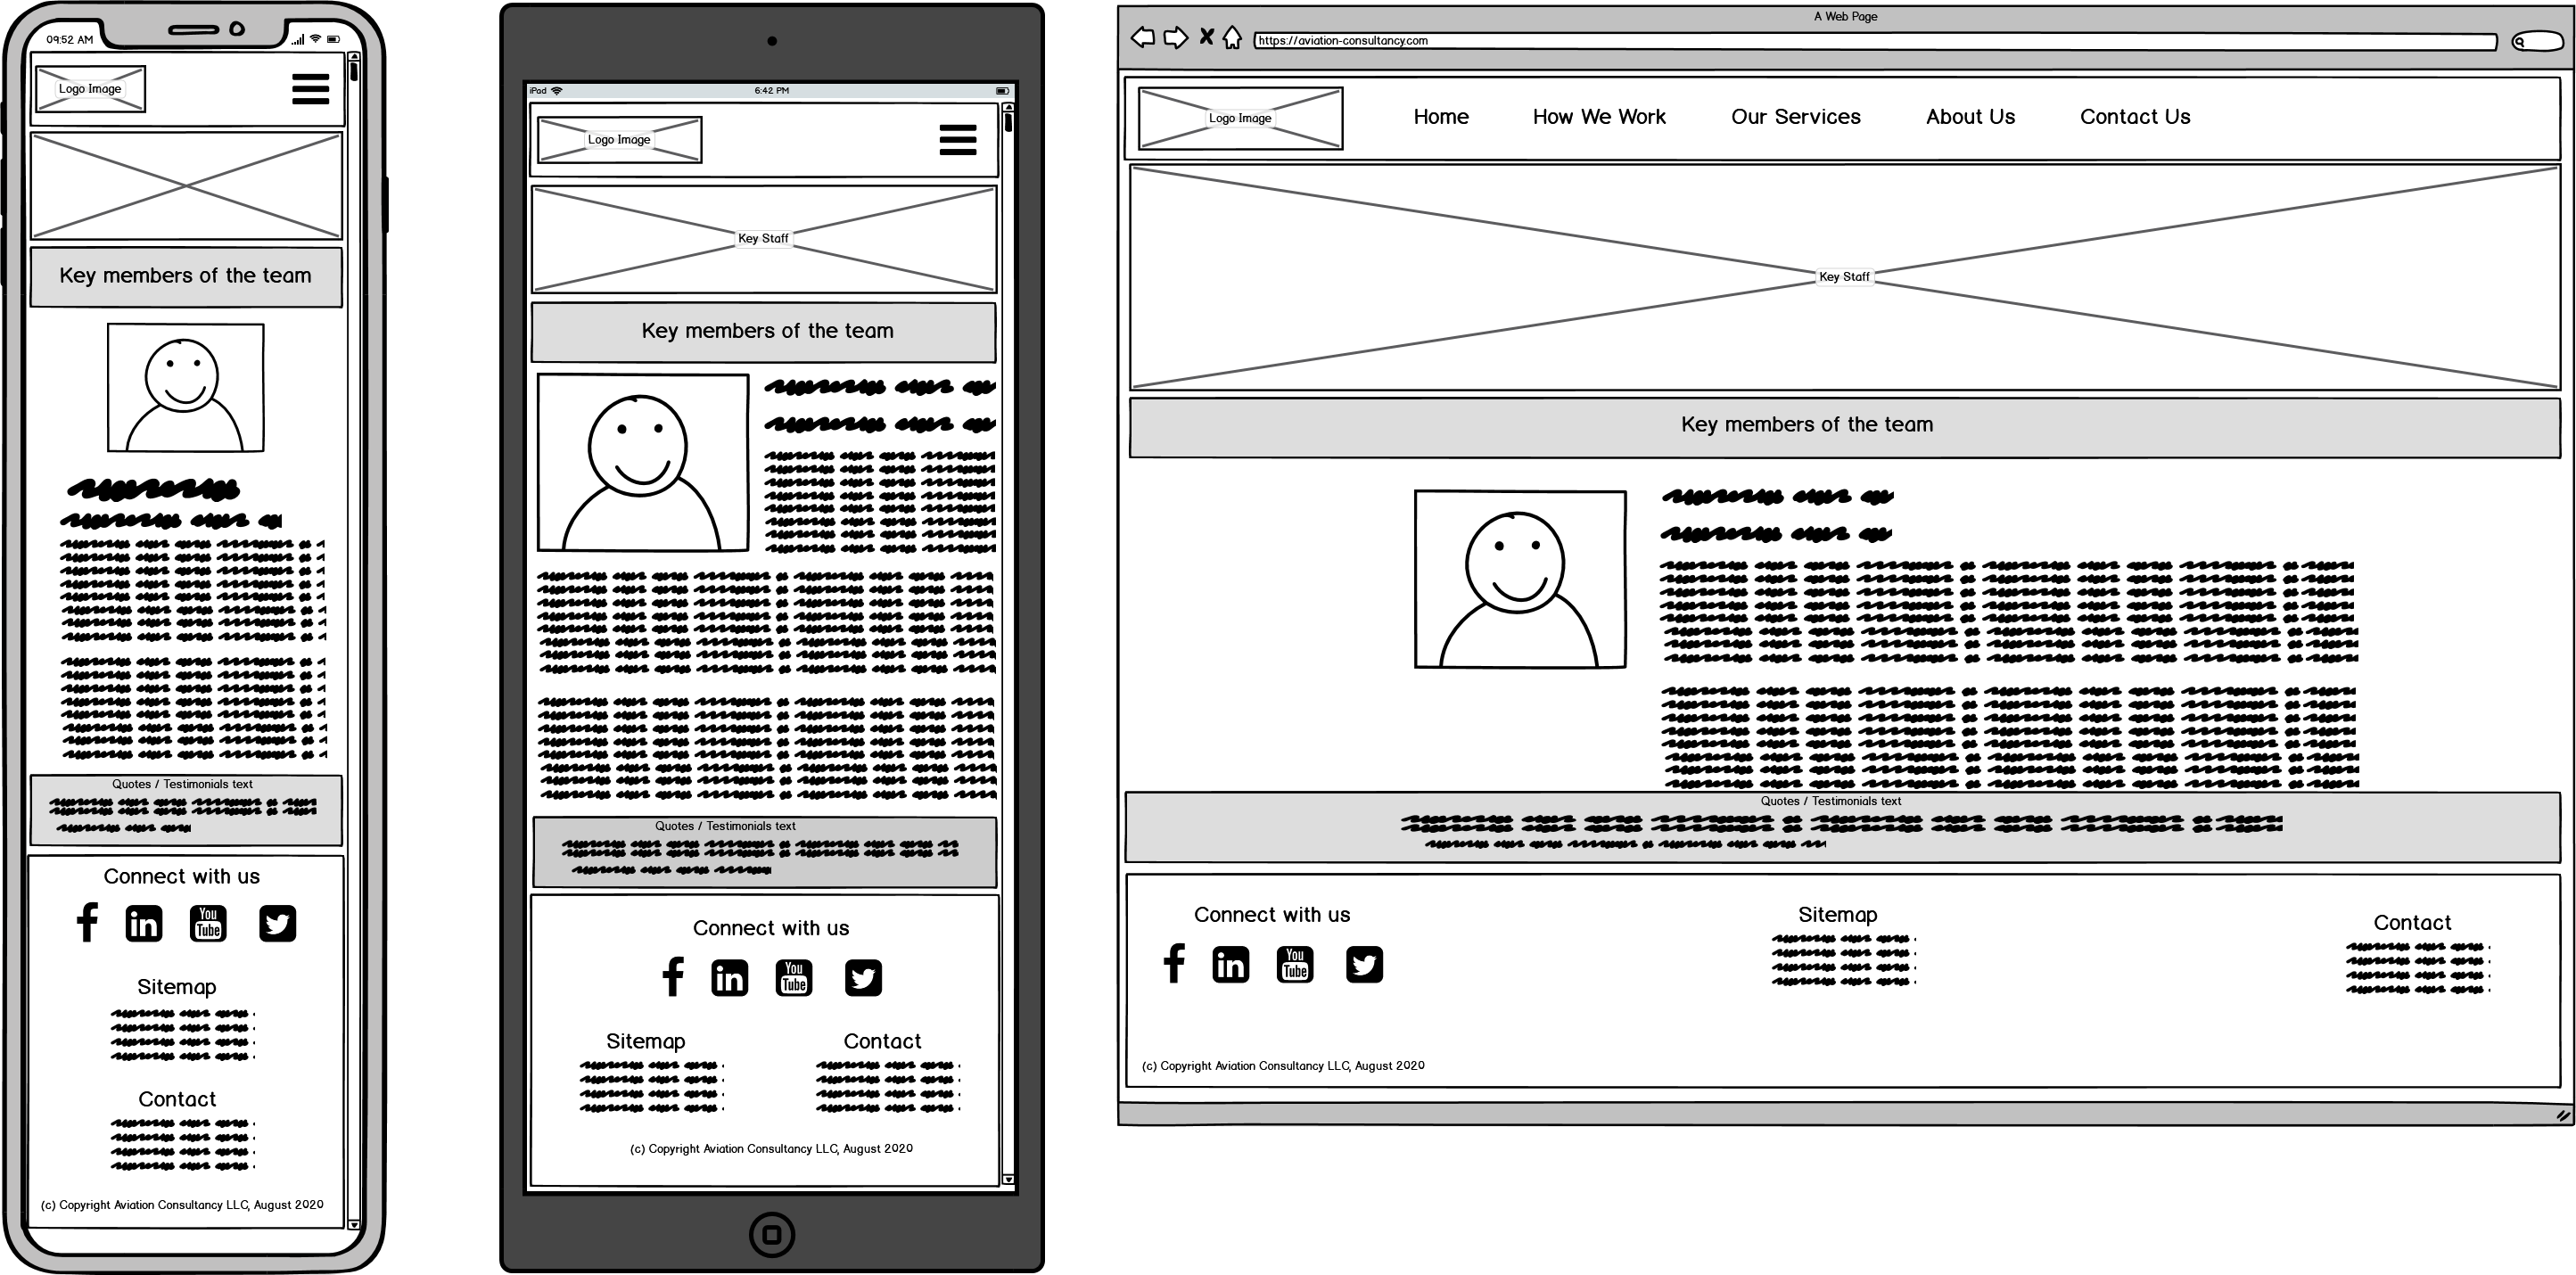 09:52 AM
Logo Image
Key members of the team
Quotes / Testimonials text
Connect with us
f
in
You
Tube
Sitemap
Contact
(c) Copyright Aviation Consultancy LLC, August 2020
iPad
6:42 PM
Logo Image
Key Staff
Key members of the team
Quotes / Testimonials text
Connect with us
f
in
You
Tube
Sitemap
Contact
(c) Copyright Aviation Consultancy LLC, August 2020
A Web Page
https://aviation-consultancy.com
Logo Image
Home
How We Work
Our Services
About Us
Contact Us
Key Staff
Key members of the team
Quotes / Testimonials text
Connect with us
f
in
You
Tube
Sitemap
Contact
(c) Copyright Aviation Consultancy LLC, August 2020